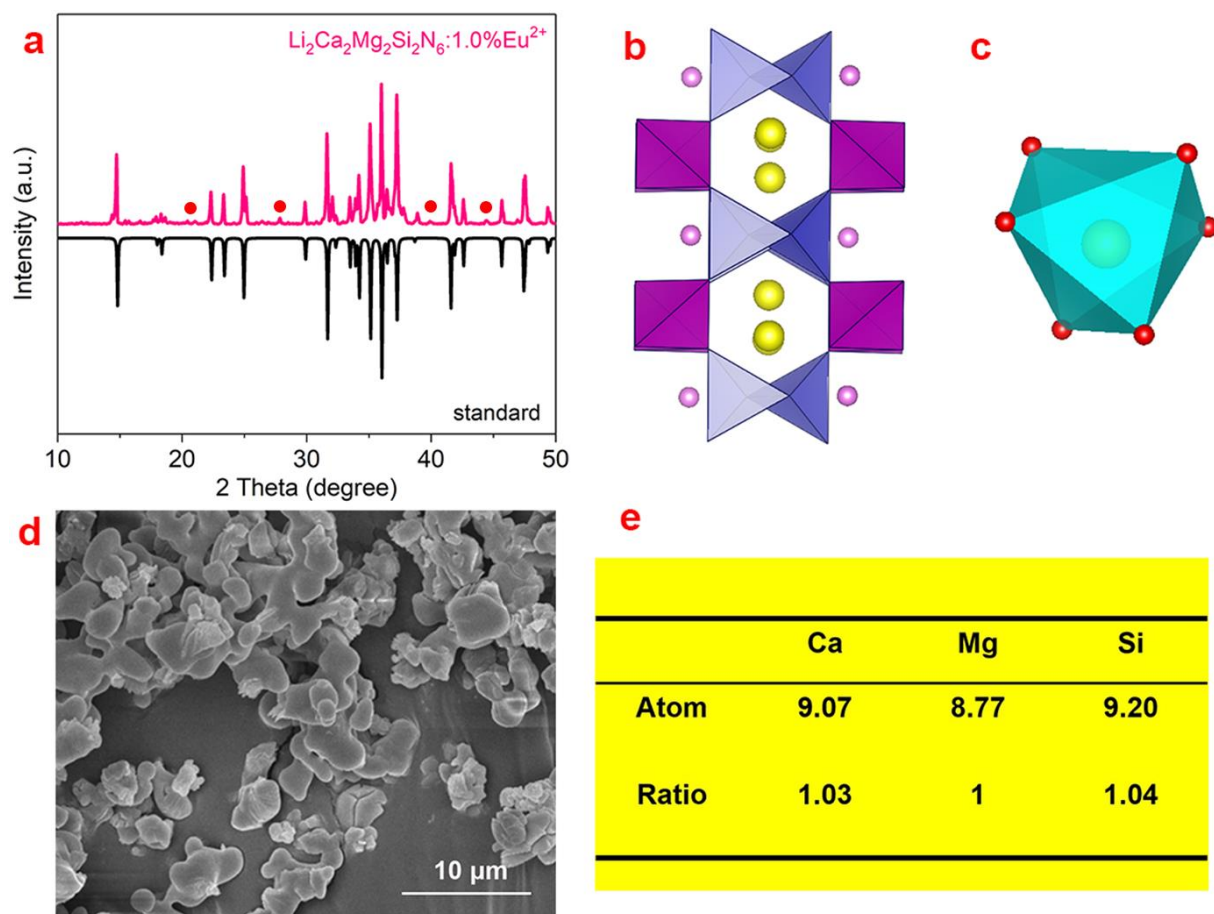 a
Li₂Ca₂Mg₂Si₂N₆:1.0%Eu²⁺
Intensity (a.u.)
standard
10 20 30 40 50
2 Theta (degree)
b
c
d
10 µm
e
Ca Mg Si
Atom 9.07 8.77 9.20
Ratio 1.03 1 1.04